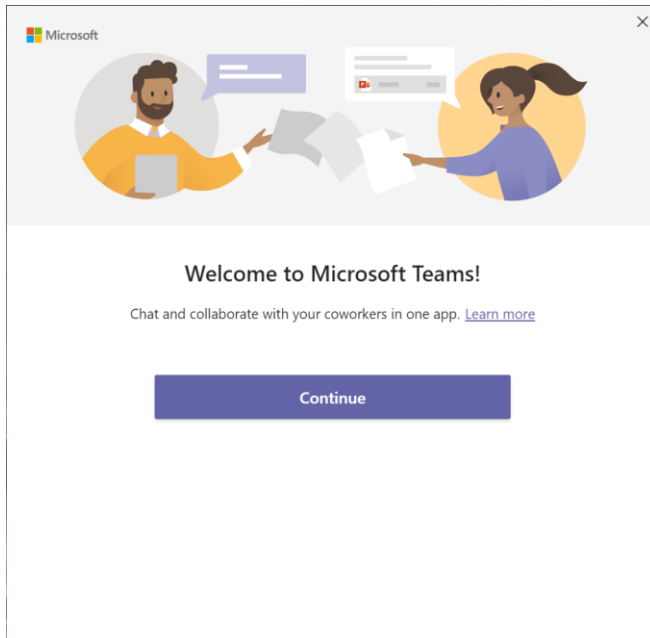 Microsoft
Welcome to Microsoft Teams!
Chat and collaborate with your coworkers in one app. Learn more
Continue